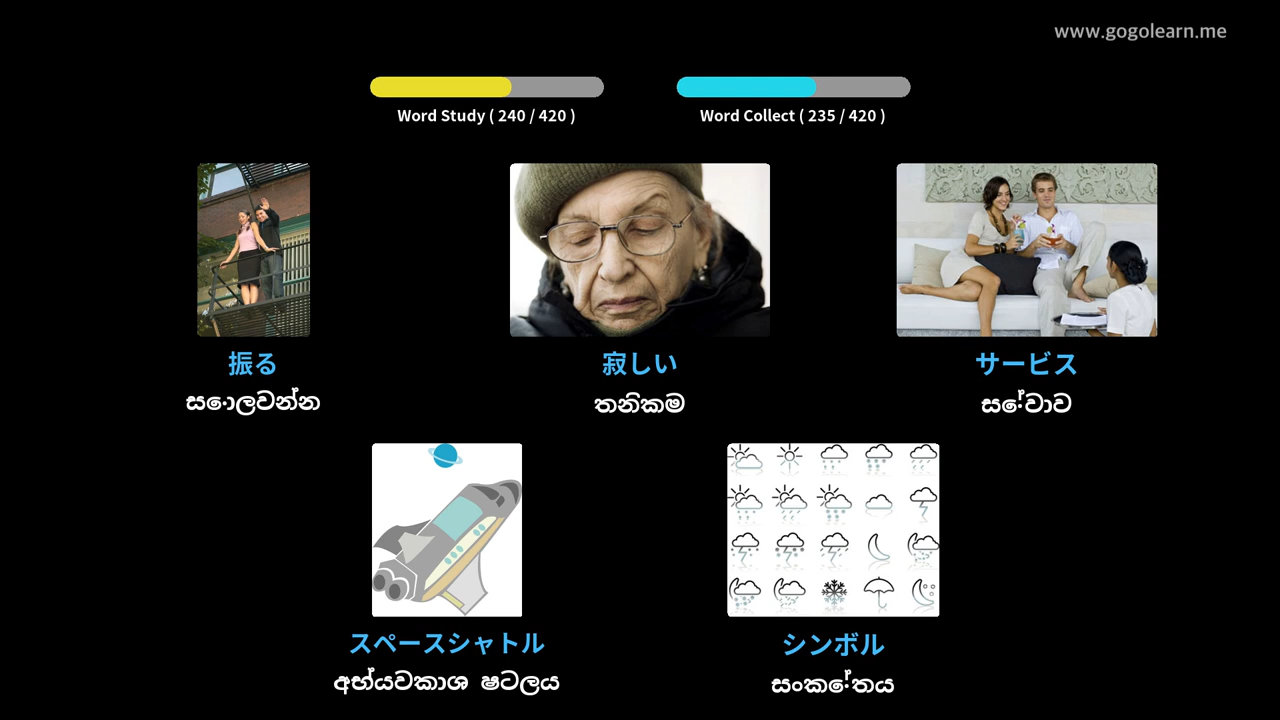 www.gogolearn.me
Word Study ( 240 / 420 )
Word Collect ( 235 / 420 )
振る
寂しい
サービス
සොලවන්න
තනිකම
සේවාව
スペースシャトル
シンボル
අභ්යවකාශ ෂටලය
සංකේතය